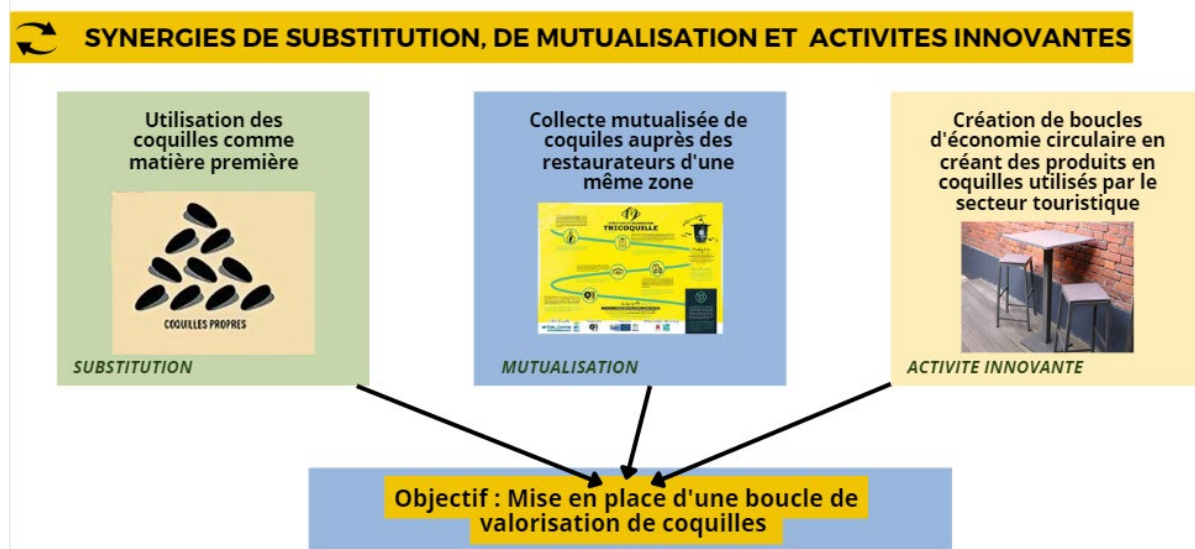 SYNERGIES DE SUBSTITUTION, DE MUTUALISATION ET ACTIVITES INNOVANTES
Utilisation des
coquilles comme
matière première
COQUILLES PROPRES
SUBSTITUTION
Collecte mutualisée de
coquiles auprès des
restaurateurs d'une
même zone
TRICOQUILLE
MUTUALISATION
Création de boucles
d'économie circulaire en
créant des produits en
coquilles utilisés par le
secteur touristique
ACTIVITE INNOVANTE
Objectif : Mise en place d'une boucle de
valorisation de coquilles